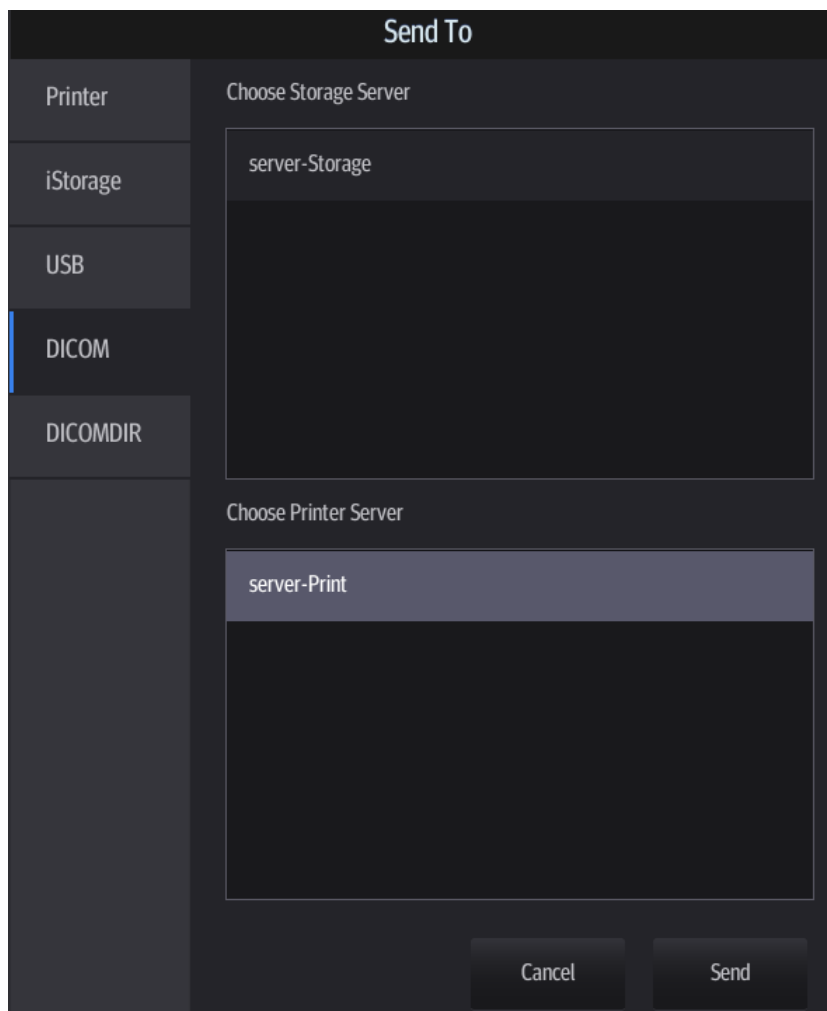 Send To
Printer
iStorage
USB
DICOM
DICOMDIR
Choose Storage Server
server-Storage
Choose Printer Server
server-Print
Cancel
Send